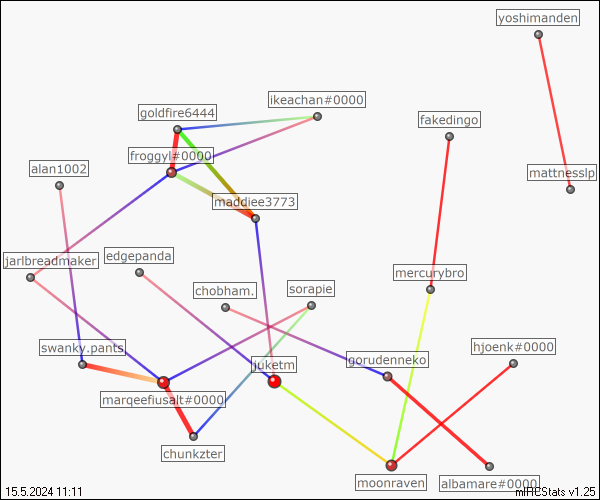 yoshimanden
ikeachan#0000
goldfire6444
fakedingo
froggyl#0000
alan1002
mattnesslp
maddiee3773
edgepanda
jarlbreadmaker
mercurybro
chobham.
sorapie
swanky.pants
hjoenk#0000
juketm
gorudenneko
marqeefiusalt#0000
chunkzter
moonraven
albamare#0000
15.5.2024 11:11
mIRCStats v1.25